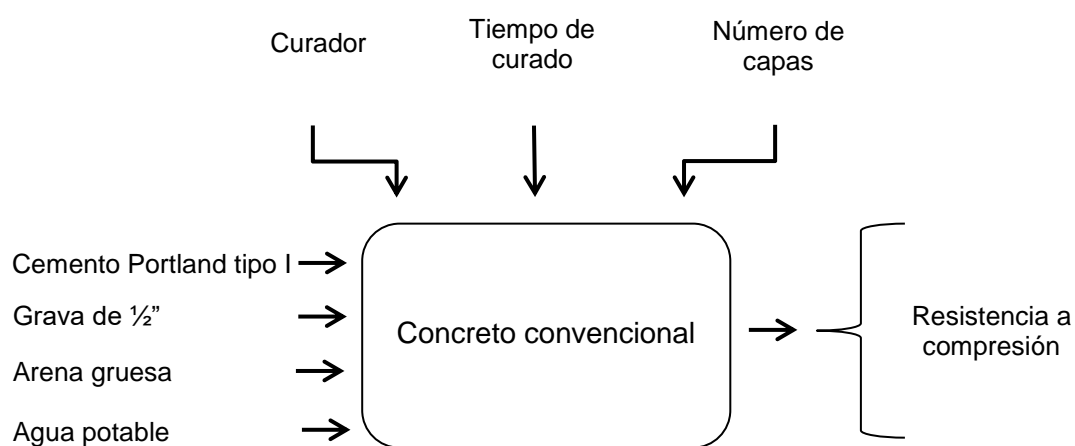 Curador
Tiempo de
curado
Número de
capas
Cemento Portland tipo I
Grava de ½”
Arena gruesa
Agua potable
Concreto convencional
Resistencia a
compresión